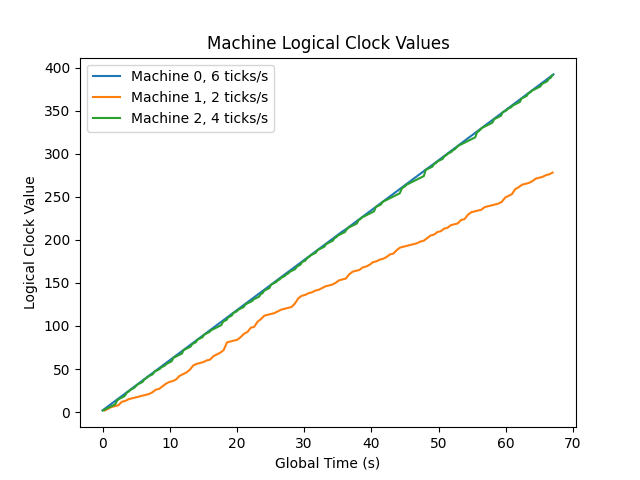 Machine Logical Clock Values
Machine 0, 6 ticks/s
Machine 1, 2 ticks/s
Machine 2, 4 ticks/s
400
350
300
250
200
150
100
50
0
Logical Clock Value
0 10 20 30 40 50 60 70
Global Time (s)